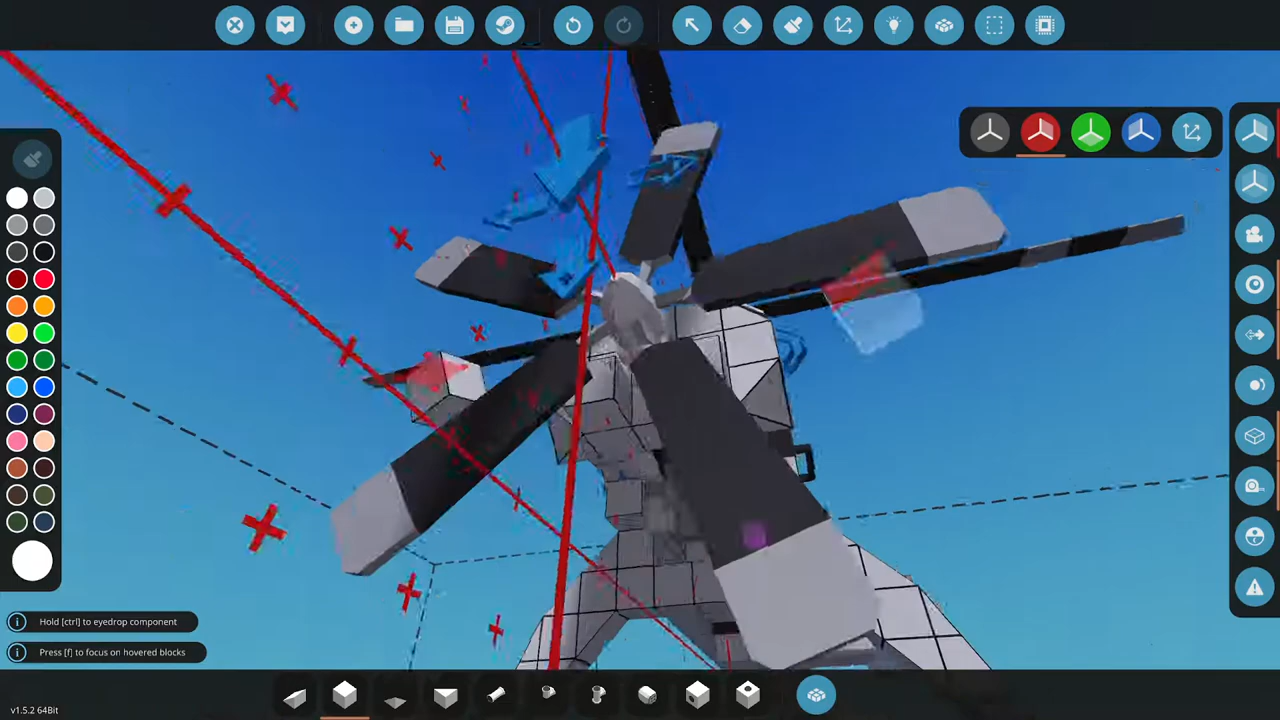 Hold [ctrl] to eyedrop component
Press [f] to focus on hovered blocks
v1.5.2 64Bit